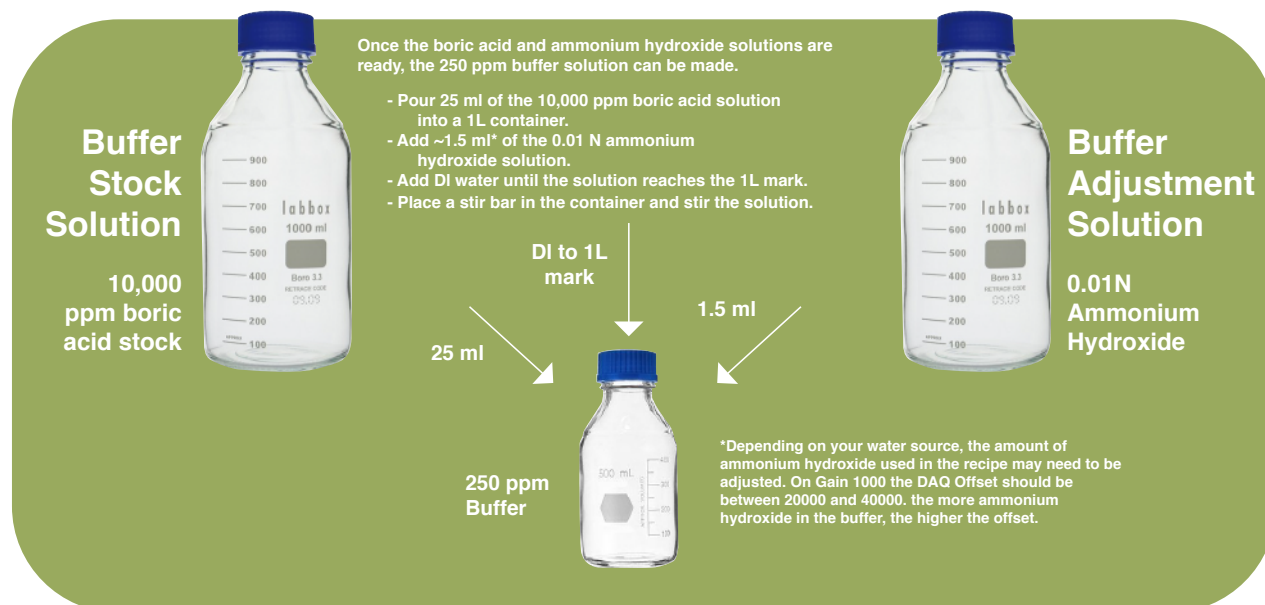 Once the boric acid and ammonium hydroxide solutions are
ready, the 250 ppm buffer solution can be made.
- Pour 25 ml of the 10,000 ppm boric acid solution
into a 1L container.
- Add ~1.5 ml* of the 0.01 N ammonium
hydroxide solution.
- Add DI water until the solution reaches the 1L mark.
- Place a stir bar in the container and stir the solution.
Buffer
Stock
Solution
10,000
ppm boric
acid stock
900
800
700
600
500
400
300
200
100
labbox
1000 ml
Boro 3.3
RETRACE CODE
09.09
DI to 1L
mark
25 ml
1.5 ml
900
800
700
600
500
400
300
200
100
labbox
1000 ml
Boro 3.3
RETRACE CODE
09.09
Buffer
Adjustment
Solution
0.01N
Ammonium
Hydroxide
250 ppm
Buffer
500 mL
*Depending on your water source, the amount of
ammonium hydroxide used in the recipe may need to be
adjusted. On Gain 1000 the DAQ Offset should be
between 20000 and 40000. the more ammonium
hydroxide in the buffer, the higher the offset.